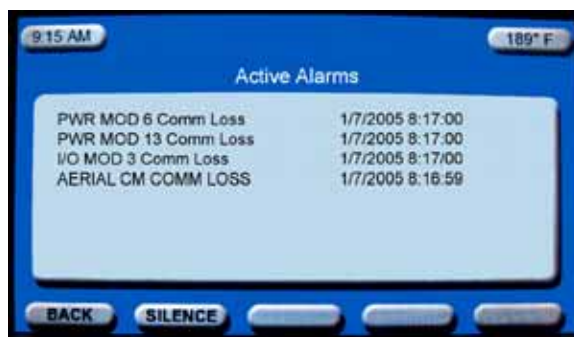 9:15 AM
189° F
Active Alarms
PWR MOD 6 Comm Loss 1/7/2005 8:17:00
PWR MOD 13 Comm Loss 1/7/2005 8:17:00
I/O MOD 3 Comm Loss 1/7/2005 8:17/00
AERIAL CM COMM LOSS 1/7/2005 8:16:59
BACK SILENCE